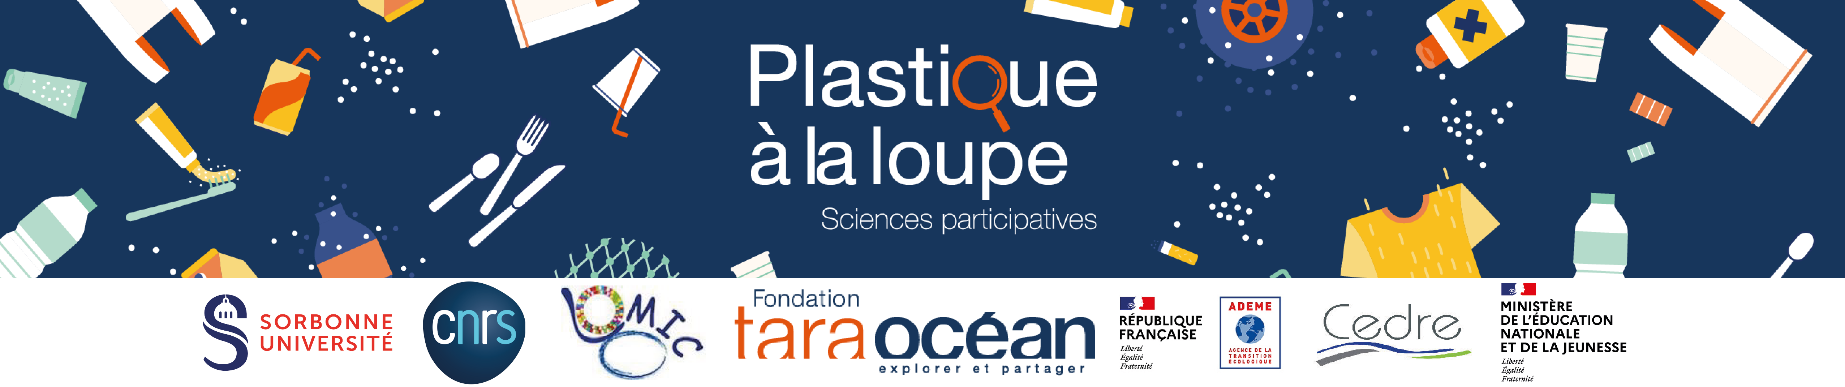 Plastique
à la loupe
Sciences participatives
SORBONNE
UNIVERSITÉ
cnrs
LOMIC
Fondation
tara océan
explorer et partager
RÉPUBLIQUE
FRANÇAISE
Liberté
Égalité
Fraternité
ADEME
AGENCE DE LA
TRANSITION
ÉCOLOGIQUE
Cedre
MINISTÈRE
DE L'ÉDUCATION
NATIONALE
ET DE LA JEUNESSE
Liberté
Égalité
Fraternité